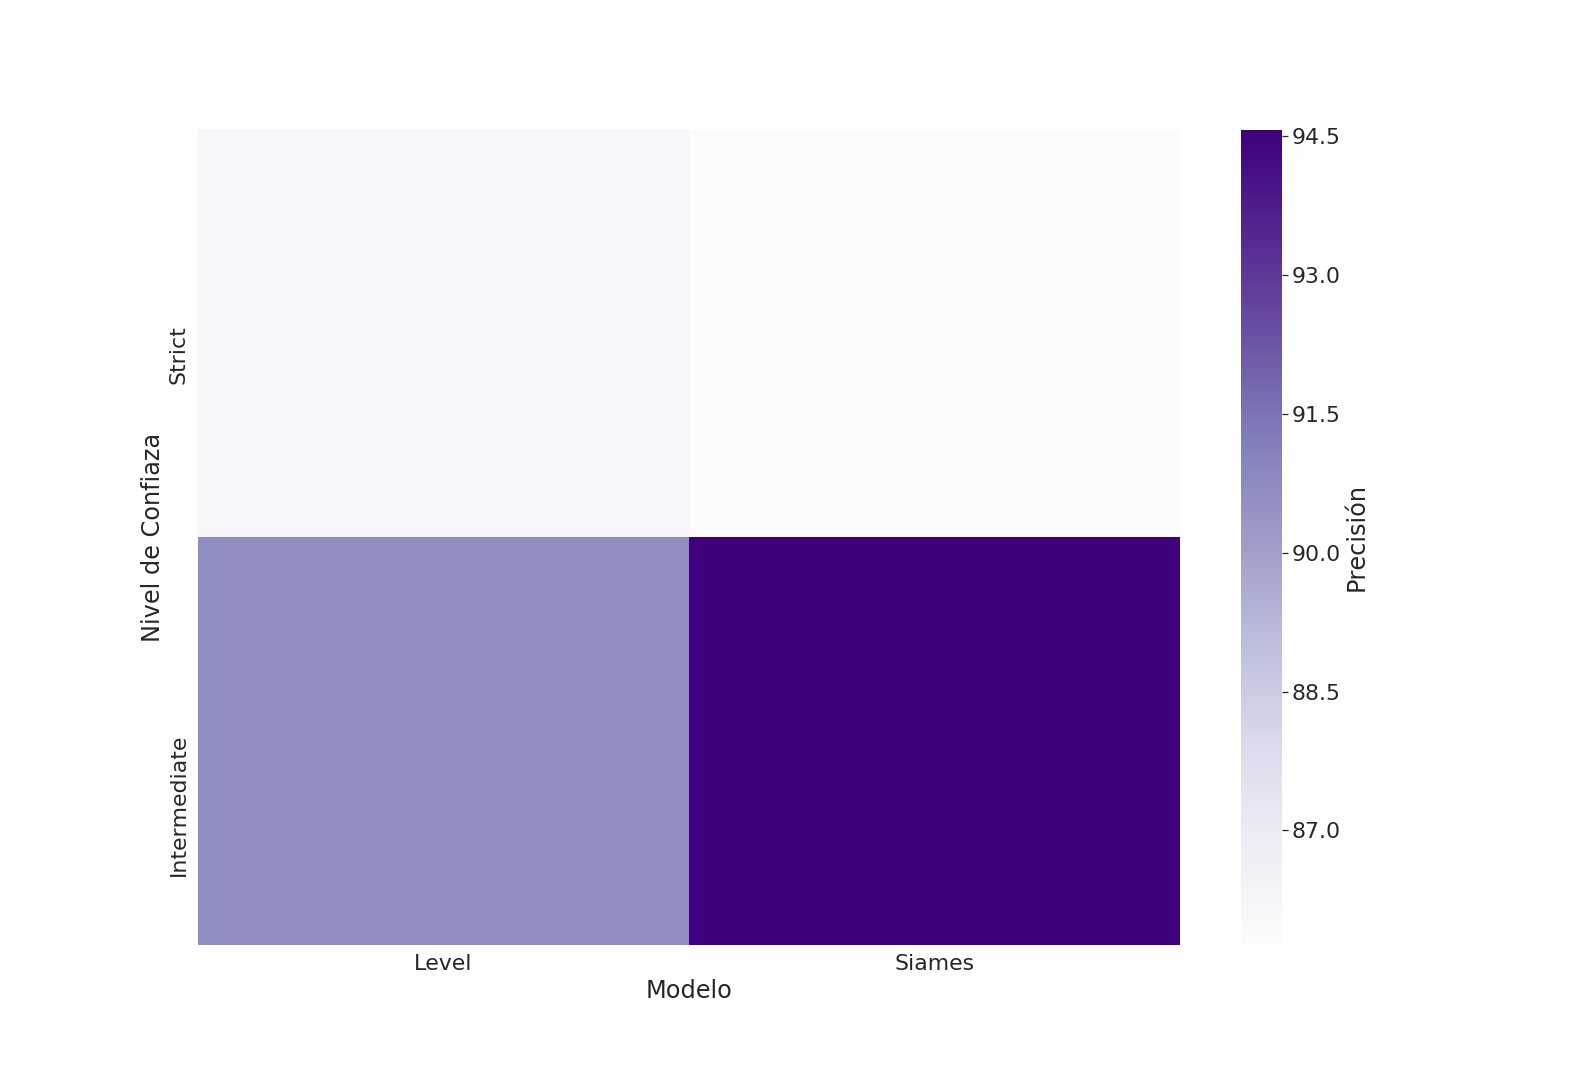 Nivel de Confiaza
Strict
Intermediate
Level
Siames
Modelo
94.5
93.0
91.5
90.0
88.5
87.0
Precisión